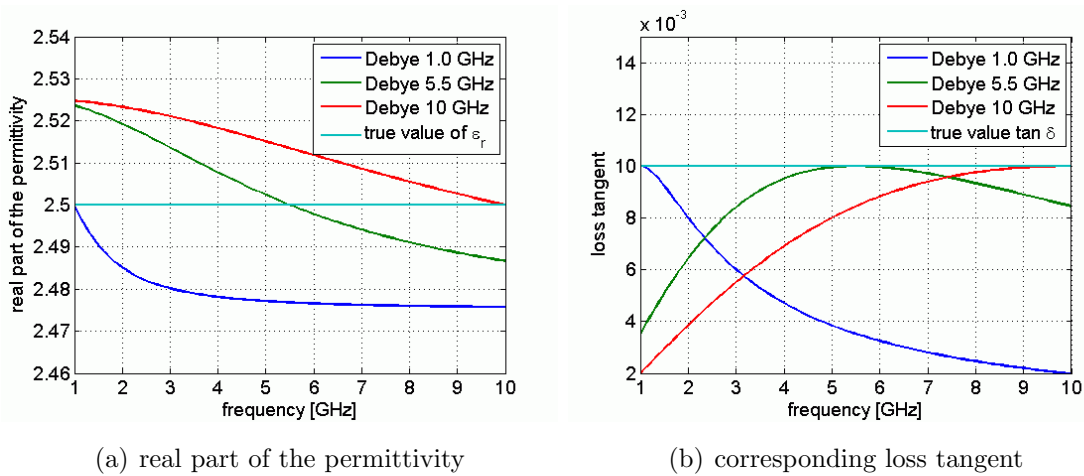 2.54
2.53
2.52
2.51
2.5
2.49
2.48
2.47
2.46
real part of the permittivity
1 2 3 4 5 6 7 8 9 10
frequency [GHz]
Debye 1.0 GHz
Debye 5.5 GHz
Debye 10 GHz
true value of εr
(a) real part of the permittivity
x 10⁻³
14
12
10
8
6
4
2
loss tangent
1 2 3 4 5 6 7 8 9 10
frequency [GHz]
Debye 1.0 GHz
Debye 5.5 GHz
Debye 10 GHz
true value tan δ
(b) corresponding loss tangent